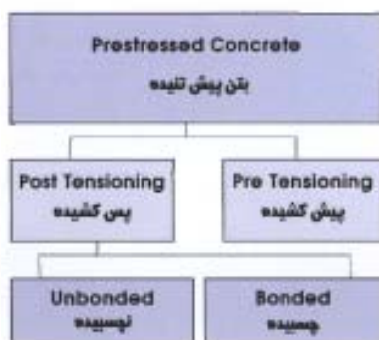 Prestressed Concrete
بتن پیش تنیده
Post Tensioning
پس کشیده
Pre Tensioning
پیش کشیده
Unbonded
نچسبیده
Bonded
چسبیده